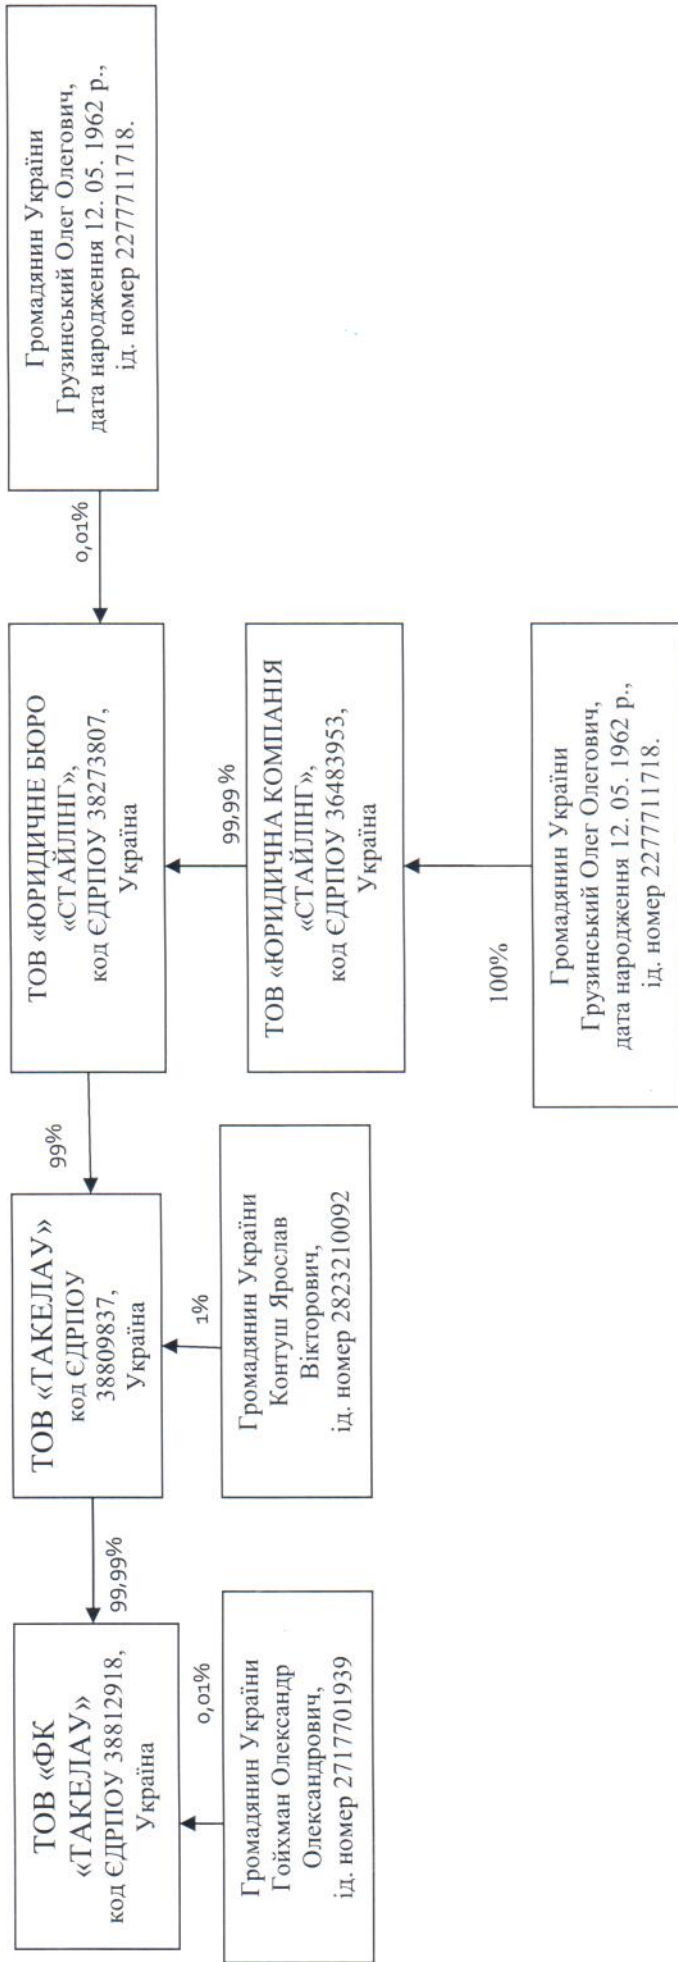 ТОВ «ФК
«ТАКЕЛАУ»
код ЄДРПОУ 38812918,
Україна
99,99%
ТОВ «ТАКЕЛАУ»
код ЄДРПОУ
38809837,
Україна
99%
ТОВ «ЮРИДИЧНЕ БЮРО
«СТАЙЛІНГ»,
код ЄДРПОУ 38273807,
Україна
0,01%
Громадянин України
Грузинський Олег Олегович,
дата народження 12. 05. 1962 р.,
ід. номер 2277711718.
0,01%
1%
99,99 %
Громадянин України
Гойхман Олександр
Олександрович,
ід. номер 2717701939
Громадянин України
Контуш Ярослав
Вікторович,
ід. номер 2823210092
ТОВ «ЮРИДИЧНА КОМПАНІЯ
«СТАЙЛІНГ»,
код ЄДРПОУ 36483953,
Україна
100%
Громадянин України
Грузинський Олег Олегович,
дата народження 12. 05. 1962 р.,
ід. номер 2277711718.